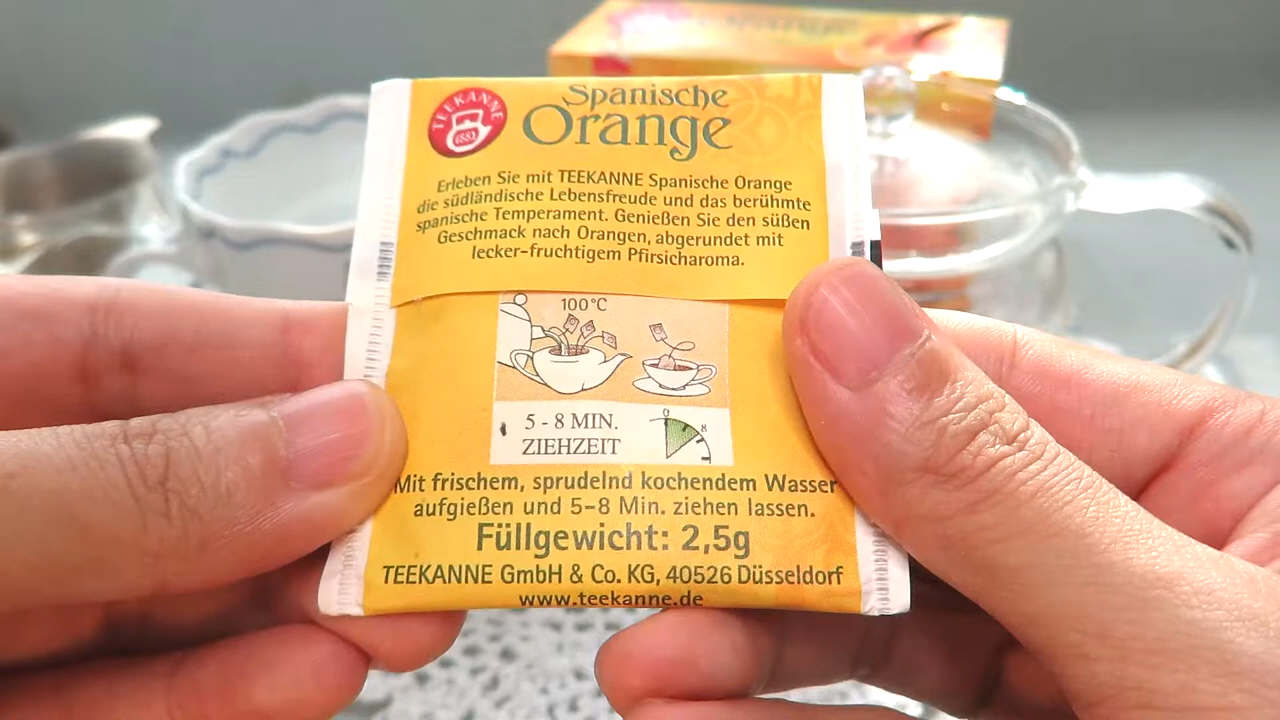 TEEKANNE
1882
Spanische
Orange
Erleben Sie mit TEEKANNE Spanische Orange
die südländische Lebensfreude und das berühmte
spanische Temperament. Genießen Sie den süßen
Geschmack nach Orangen, abgerundet mit
lecker-fruchtigem Pfirsicharoma.
100°C
5 - 8 MIN.
ZIEHZEIT
0
8
Mit frischem, sprudelnd kochendem Wasser
aufgießen und 5-8 Min. ziehen lassen.
Füllgewicht: 2,5g
TEEKANNE GmbH & Co. KG, 40526 Düsseldorf
www.teekanne.de